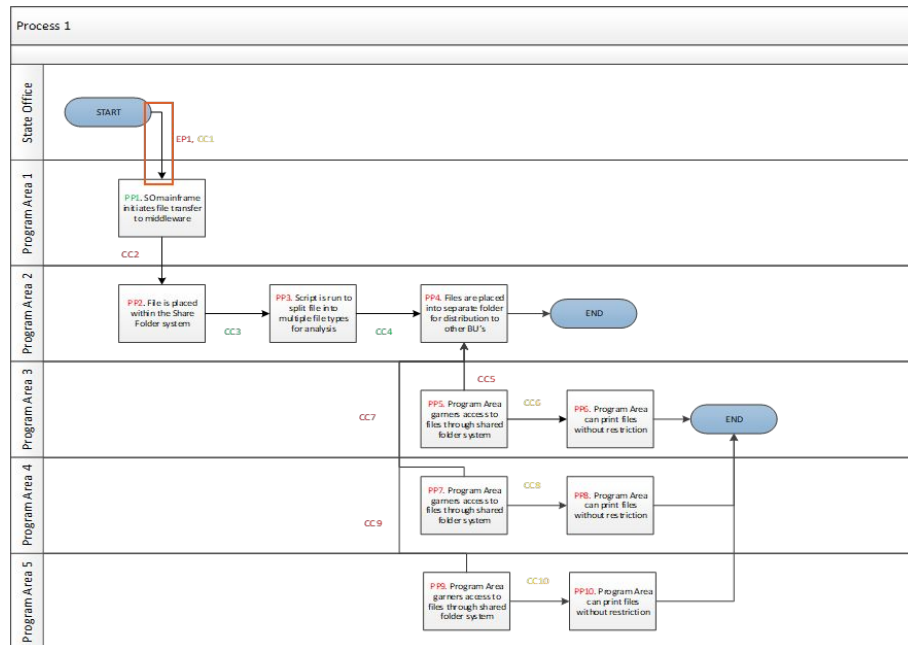 Process 1
State Office
START
EP1, CC1
Program Area 1
PP1. SO mainframe
initiates file transfer
to middleware
CC2
Program Area 2
PP2. File is placed
within the Share
Folder system
CC3
PP3. Script is run to
split file into
multiple file types
for analysis
CC4
PP4. Files are placed
into separate folder
for distribution to
other BU's
END
Program Area 3
CC5
CC7
PP5. Program Area
garners access to
files through shared
folder system
CC6
PP6. Program Area
can print files
without restriction
END
Program Area 4
PP7. Program Area
garners access to
files through shared
folder system
CC8
PP8. Program Area
can print files
without restriction
CC9
Program Area 5
PP9. Program Area
garners access to
files through shared
folder system
CC10
PP10. Program Area
can print files
without restriction